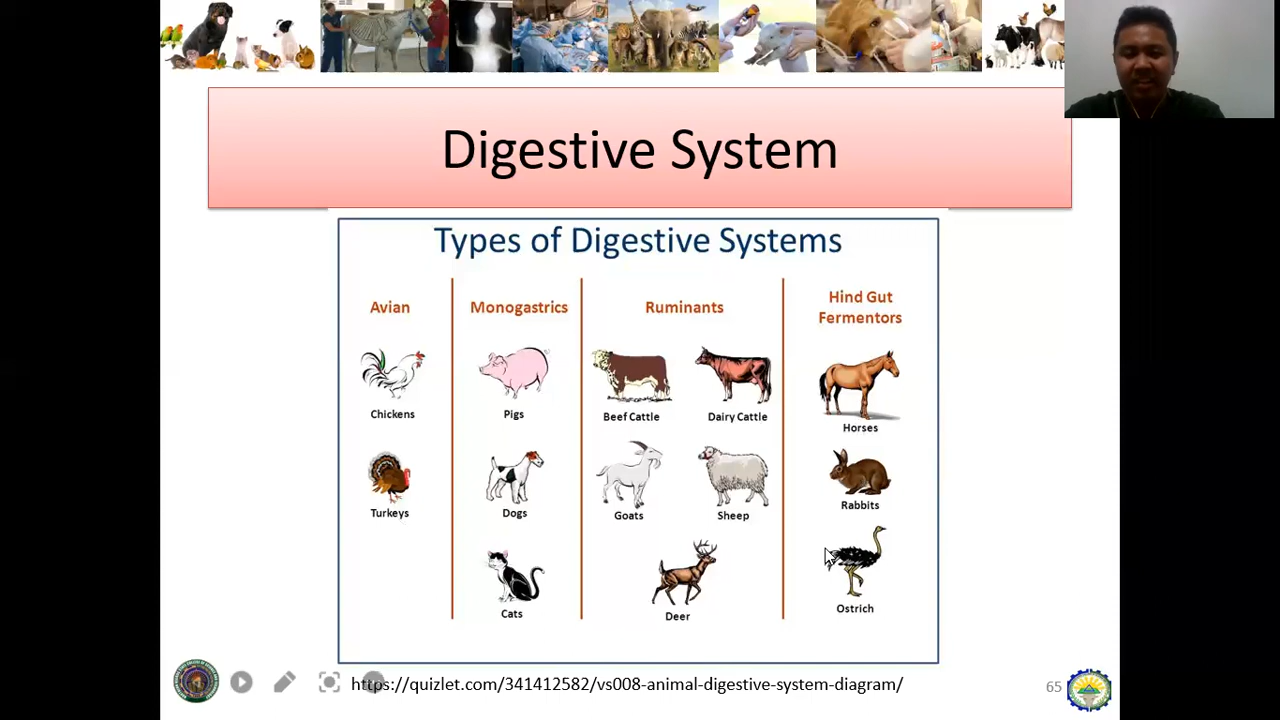 Digestive System
Types of Digestive Systems
Avian
Monogastrics
Ruminants
Hind Gut
Fermentors
Chickens
Pigs
Beef Cattle
Dairy Cattle
Horses
Turkeys
Dogs
Goats
Sheep
Rabbits
Cats
Deer
Ostrich
https://quizlet.com/341412582/vs008-animal-digestive-system-diagram/
65